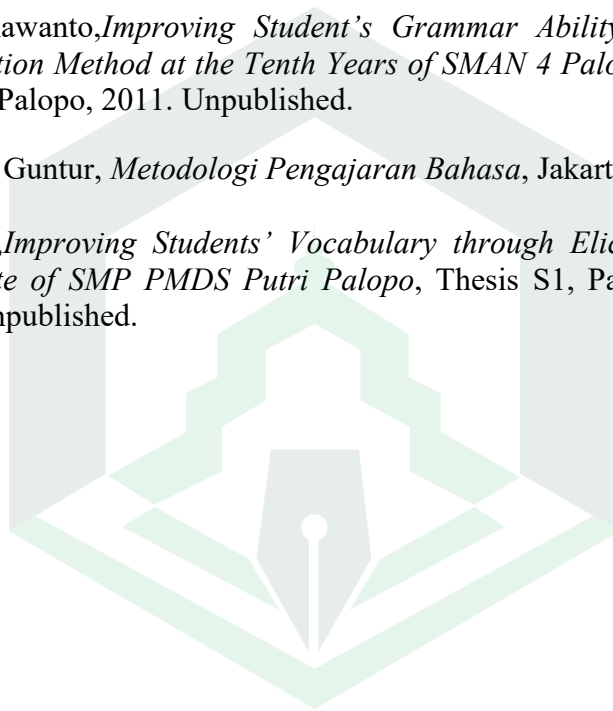 awanto,Improving Student's Grammar Ability
tion Method at the Tenth Years of SMAN 4 Palo
Palopo, 2011. Unpublished.
Guntur, Metodologi Pengajaran Bahasa, Jakart
,Improving Students' Vocabulary through Elic
te of SMP PMDS Putri Palopo, Thesis S1, Pa
npublished.